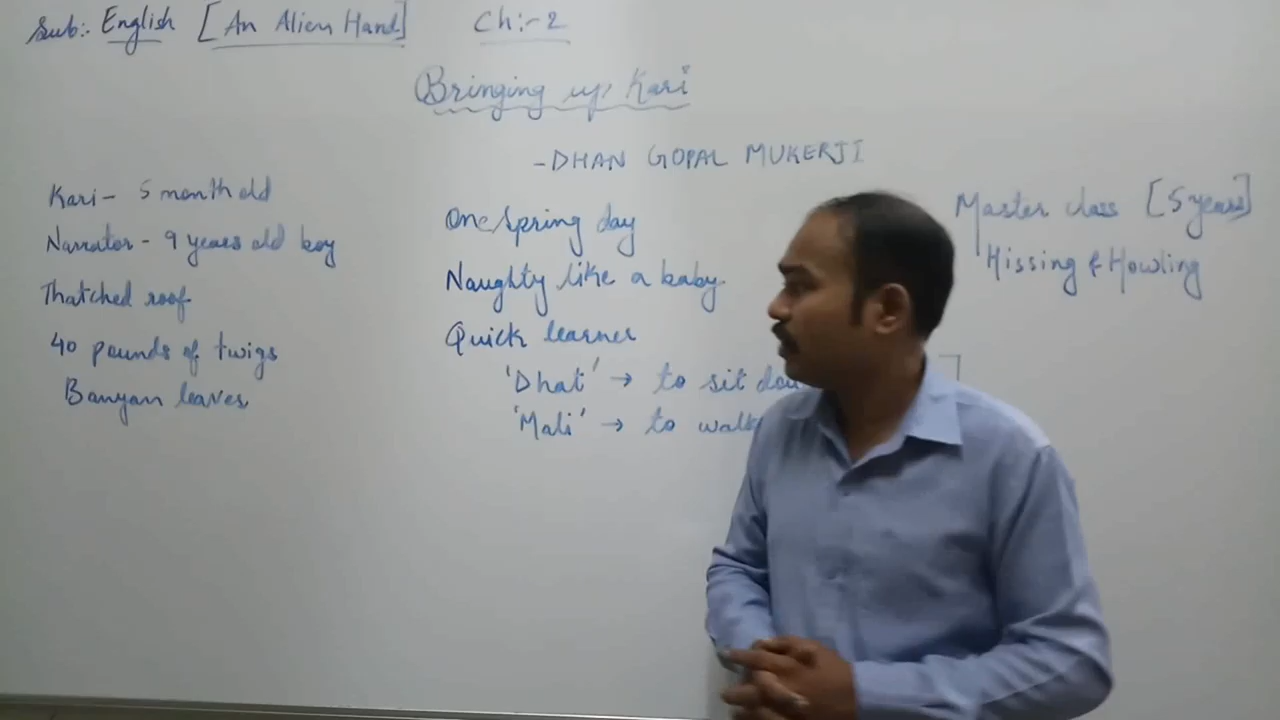 Sub:- English [An Alien Hand] Ch:- 2
Bringing up Kari
- DHAN GOPAL MUKERJI
Kari - 5 month old
Narrator - 9 years old boy
Thatched roof
40 pounds of twigs
Banyan leaves
One spring day
Naughty like a baby
Quick learner
'Dhat' → to sit
'Mali' → to walk
Master class [5 years]
Hissing & Howling